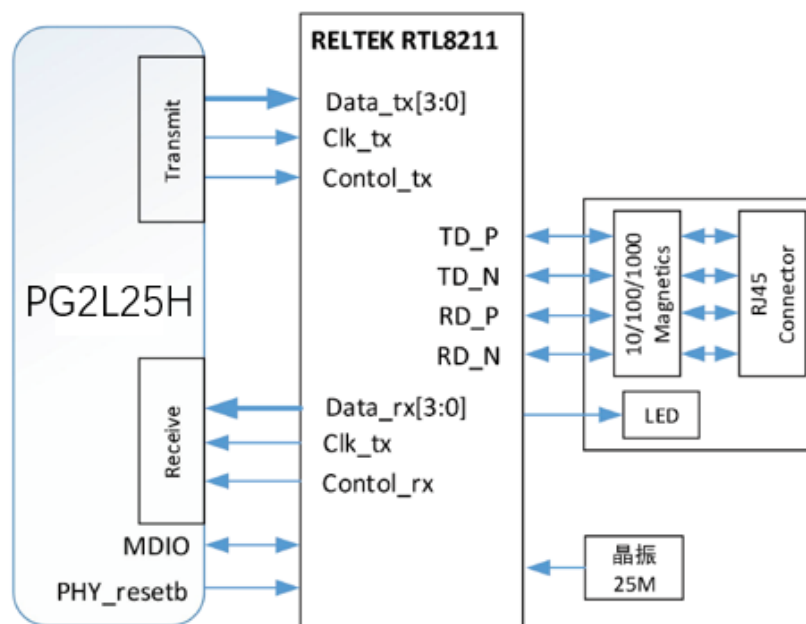 RELTEK RTL8211
Transmit
Data_tx[3:0]
Clk_tx
Contol_tx
PG2L25H
TD_P
TD_N
RD_P
RD_N
10/100/1000
Magnetics
RJ45
Connector
LED
Receive
Data_rx[3:0]
Clk_tx
Contol_rx
MDIO
PHY_resetb
晶振
25M